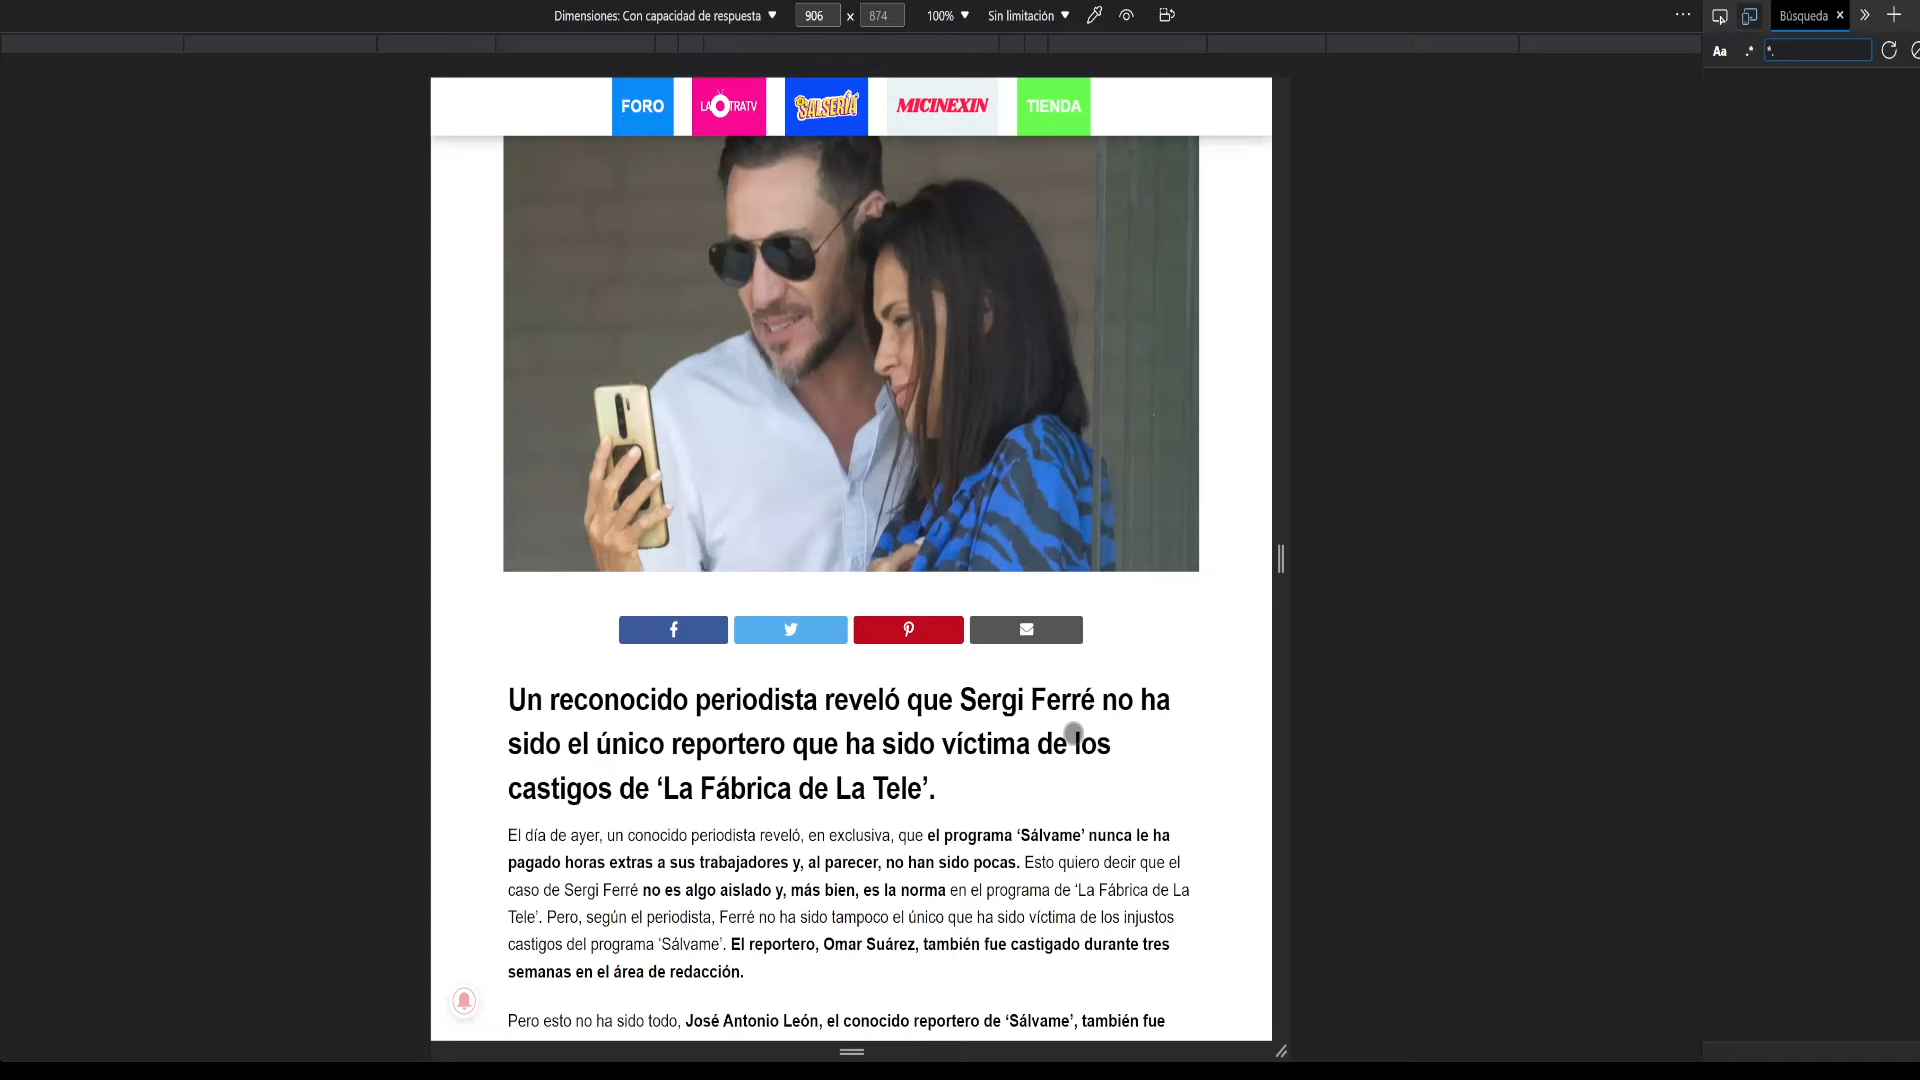 Dimensiones: Con capacidad de respuesta
906 x 874
100%
Sin limitación
Búsqueda
Aa
.*
*.
FORO
LA OTRATV
SALSERÍA
MICINEXIN
TIENDA
Un reconocido periodista reveló que Sergi Ferré no ha
sido el único reportero que ha sido víctima de los
castigos de ‘La Fábrica de La Tele’.
El día de ayer, un conocido periodista reveló, en exclusiva, que el programa ‘Sálvame’ nunca le ha
pagado horas extras a sus trabajadores y, al parecer, no han sido pocas. Esto quiero decir que el
caso de Sergi Ferré no es algo aislado y, más bien, es la norma en el programa de ‘La Fábrica de La
Tele’. Pero, según el periodista, Ferré no ha sido tampoco el único que ha sido víctima de los injustos
castigos del programa ‘Sálvame’. El reportero, Omar Suárez, también fue castigado durante tres
semanas en el área de redacción.
Pero esto no ha sido todo, José Antonio León, el conocido reportero de ‘Sálvame’, también fue